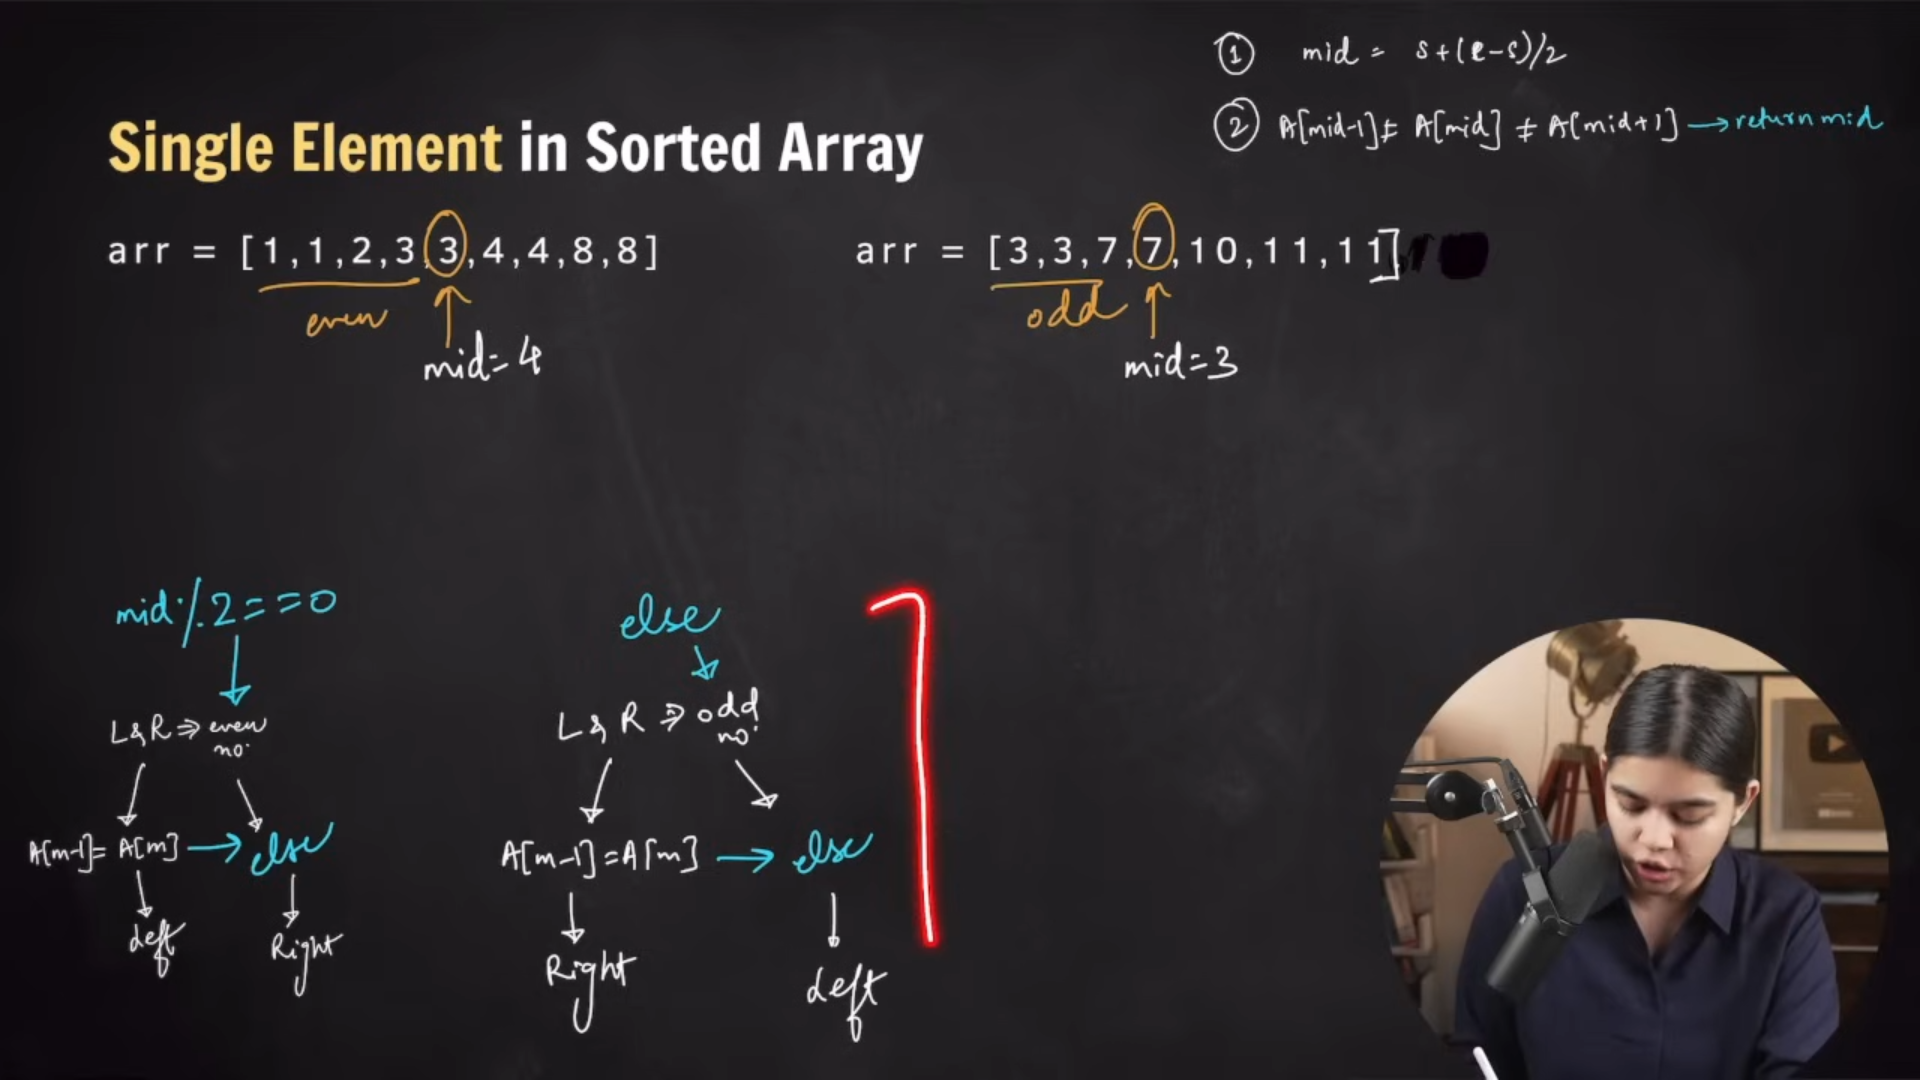 ① mid = s+(e-s)/2
② A[mid-1]≠ A[mid] ≠ A[mid+1] → return mid
Single Element in Sorted Array
arr = [1,1,2,3,3,4,4,8,8]
even
mid=4
arr = [3,3,7,7,10,11,11]
odd
mid=3
mid%2==0
L&R ⇒ even
no.
A[m-1]= A[m] → else
left
Right
else
L&R ⇒ odd
no.
A[m-1]=A[m] → else
Right
left